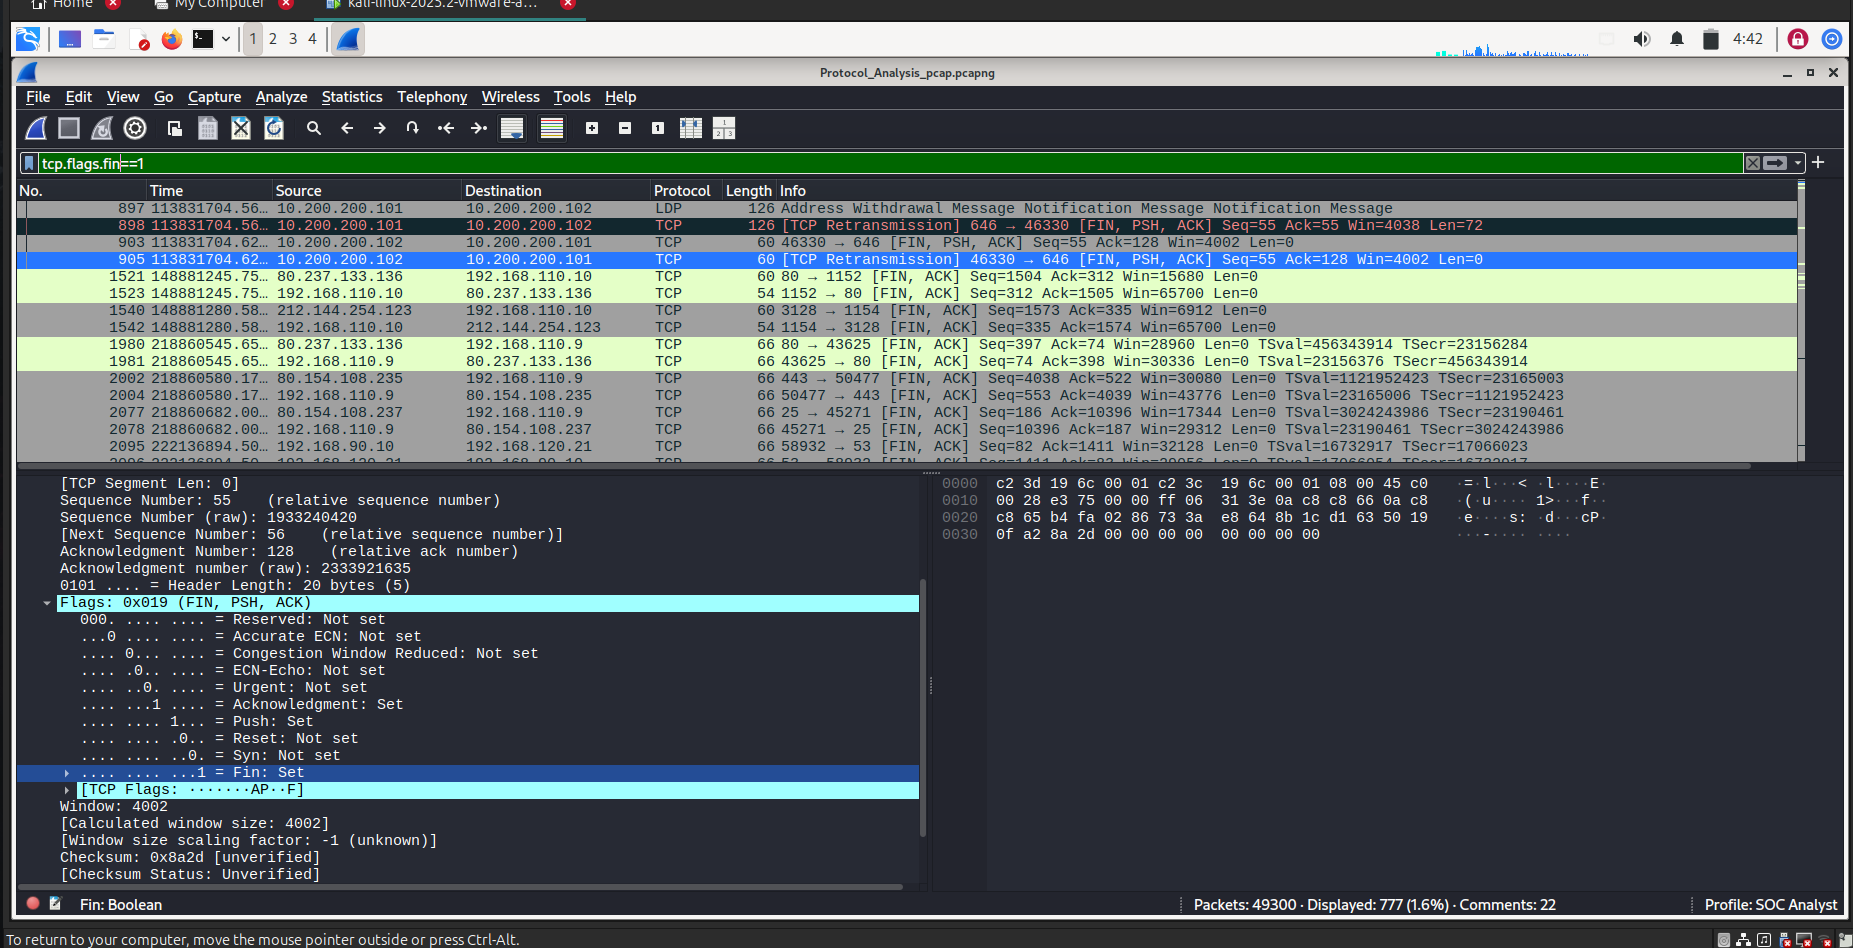 Home
My Computer
kali-linux-2025.2-vmware-a...
1 2 3 4
4:42
Protocol_Analysis_pcap.pcapng
File Edit View Go Capture Analyze Statistics Telephony Wireless Tools Help
tcp.flags.fin==1
No. Time Source Destination Protocol Length Info
897 113831704.56… 10.200.200.101 10.200.200.102 LDP 126 Address Withdrawal Message Notification Message Notification Message
898 113831704.56… 10.200.200.101 10.200.200.102 TCP 126 [TCP Retransmission] 646 → 46330 [FIN, PSH, ACK] Seq=55 Ack=55 Win=4038 Len=72
903 113831704.62… 10.200.200.102 10.200.200.101 TCP 60 46330 → 646 [FIN, PSH, ACK] Seq=55 Ack=128 Win=4002 Len=0
905 113831704.62… 10.200.200.102 10.200.200.101 TCP 60 [TCP Retransmission] 46330 → 646 [FIN, PSH, ACK] Seq=55 Ack=128 Win=4002 Len=0
1521 148881245.75… 80.237.133.136 192.168.110.10 TCP 60 80 → 1152 [FIN, ACK] Seq=1504 Ack=312 Win=15680 Len=0
1523 148881245.75… 192.168.110.10 80.237.133.136 TCP 54 1152 → 80 [FIN, ACK] Seq=312 Ack=1505 Win=65700 Len=0
1540 148881280.58… 212.144.254.123 192.168.110.10 TCP 60 3128 → 1154 [FIN, ACK] Seq=1573 Ack=335 Win=6912 Len=0
1542 148881280.58… 192.168.110.10 212.144.254.123 TCP 54 1154 → 3128 [FIN, ACK] Seq=335 Ack=1574 Win=65700 Len=0
1980 218860545.65… 80.237.133.136 192.168.110.9 TCP 66 80 → 43625 [FIN, ACK] Seq=397 Ack=74 Win=28960 Len=0 TSval=456343914 TSecr=23156284
1981 218860545.65… 192.168.110.9 80.237.133.136 TCP 66 43625 → 80 [FIN, ACK] Seq=74 Ack=398 Win=30336 Len=0 TSval=23156376 TSecr=456343914
2002 218860580.17… 80.154.108.235 192.168.110.9 TCP 66 443 → 50477 [FIN, ACK] Seq=4038 Ack=522 Win=30080 Len=0 TSval=1121952423 TSecr=23165003
2004 218860580.17… 192.168.110.9 80.154.108.235 TCP 66 50477 → 443 [FIN, ACK] Seq=553 Ack=4039 Win=43776 Len=0 TSval=23165006 TSecr=1121952423
2077 218860682.00… 80.154.108.237 192.168.110.9 TCP 66 25 → 45271 [FIN, ACK] Seq=186 Ack=10396 Win=17344 Len=0 TSval=3024243986 TSecr=23190461
2078 218860682.00… 192.168.110.9 80.154.108.237 TCP 66 45271 → 25 [FIN, ACK] Seq=10396 Ack=187 Win=29312 Len=0 TSval=23190461 TSecr=3024243986
2095 222136894.50… 192.168.90.10 192.168.120.21 TCP 66 58932 → 53 [FIN, ACK] Seq=82 Ack=1411 Win=32128 Len=0 TSval=16732917 TSecr=17066023
[TCP Segment Len: 0]
Sequence Number: 55 (relative sequence number)
Sequence Number (raw): 1933240420
[Next Sequence Number: 56 (relative sequence number)]
Acknowledgment Number: 128 (relative ack number)
Acknowledgment number (raw): 2333921635
0101 .... = Header Length: 20 bytes (5)
Flags: 0x019 (FIN, PSH, ACK)
000. .... .... = Reserved: Not set
...0 .... .... = Accurate ECN: Not set
.... 0... .... = Congestion Window Reduced: Not set
.... .0.. .... = ECN-Echo: Not set
.... ..0. .... = Urgent: Not set
.... ...1 .... = Acknowledgment: Set
.... .... 1... = Push: Set
.... .... .0.. = Reset: Not set
.... .... ..0. = Syn: Not set
.... .... ...1 = Fin: Set
[TCP Flags: ·······AP··F]
Window: 4002
[Calculated window size: 4002]
[Window size scaling factor: -1 (unknown)]
Checksum: 0x8a2d [unverified]
[Checksum Status: Unverified]
0000 c2 3d 19 6c 00 01 c2 3c 19 6c 00 01 08 00 45 c0 ·=·l···< ·l····E·
0010 00 28 e3 75 00 00 ff 06 31 3e 0a c8 c8 66 0a c8 ·(·u···· 1>···f··
0020 c8 65 b4 fa 02 86 73 3a e8 64 8b 1c d1 63 50 19 ·e····s: ·d···cP·
0030 0f a2 8a 2d 00 00 00 00 00 00 00 00 ···-···· ····
Fin: Boolean
Packets: 49300 · Displayed: 777 (1.6%) · Comments: 22
Profile: SOC Analyst
To return to your computer, move the mouse pointer outside or press Ctrl-Alt.